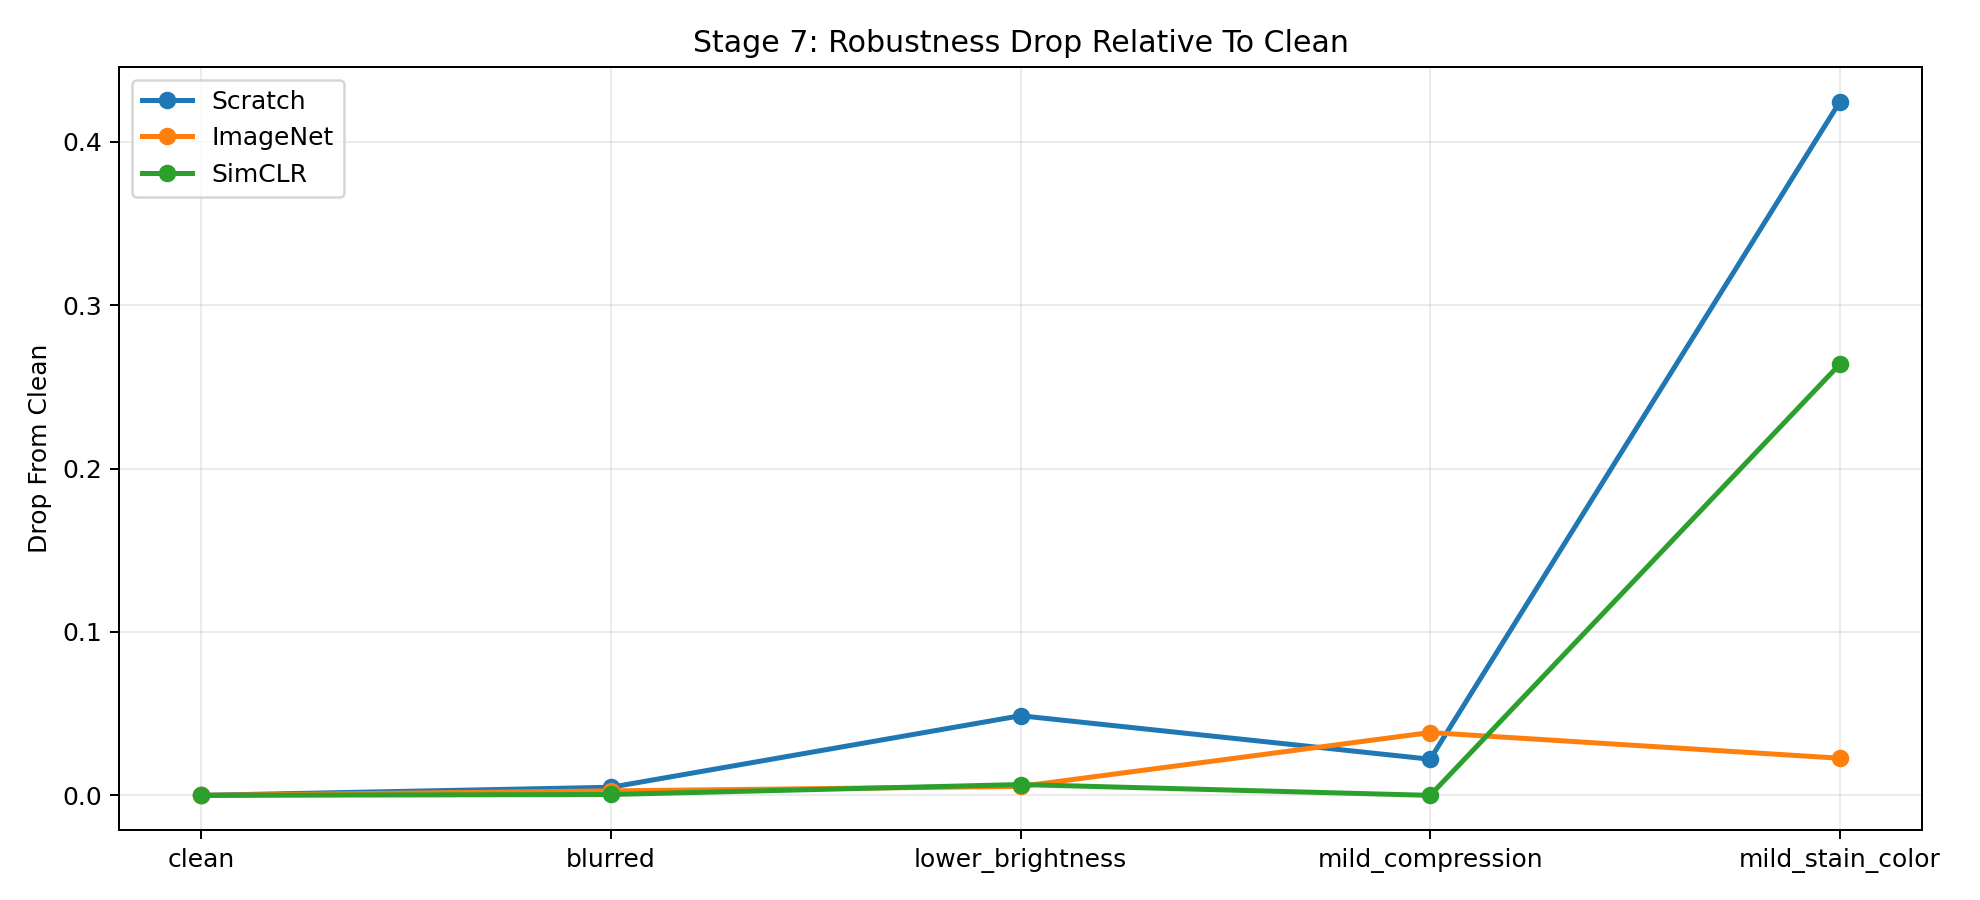 Stage 7: Robustness Drop Relative To Clean
Scratch
ImageNet
SimCLR
Drop From Clean
0.4
0.3
0.2
0.1
0.0
clean
blurred
lower_brightness
mild_compression
mild_stain_color